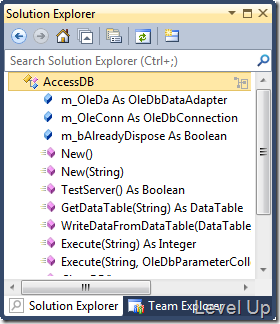 Solution Explorer
Search Solution Explorer (Ctrl+;)
AccessDB
m_OleDa As OleDbDataAdapter
m_OleConn As OleDbConnection
m_bAlreadyDispose As Boolean
New()
New(String)
TestServer() As Boolean
GetDataTable(String) As DataTable
WriteDataFromDataTable(DataTable
Execute(String) As Integer
Execute(String, OleDbParameterColl
Solution Explorer Team Explorer
Level Up